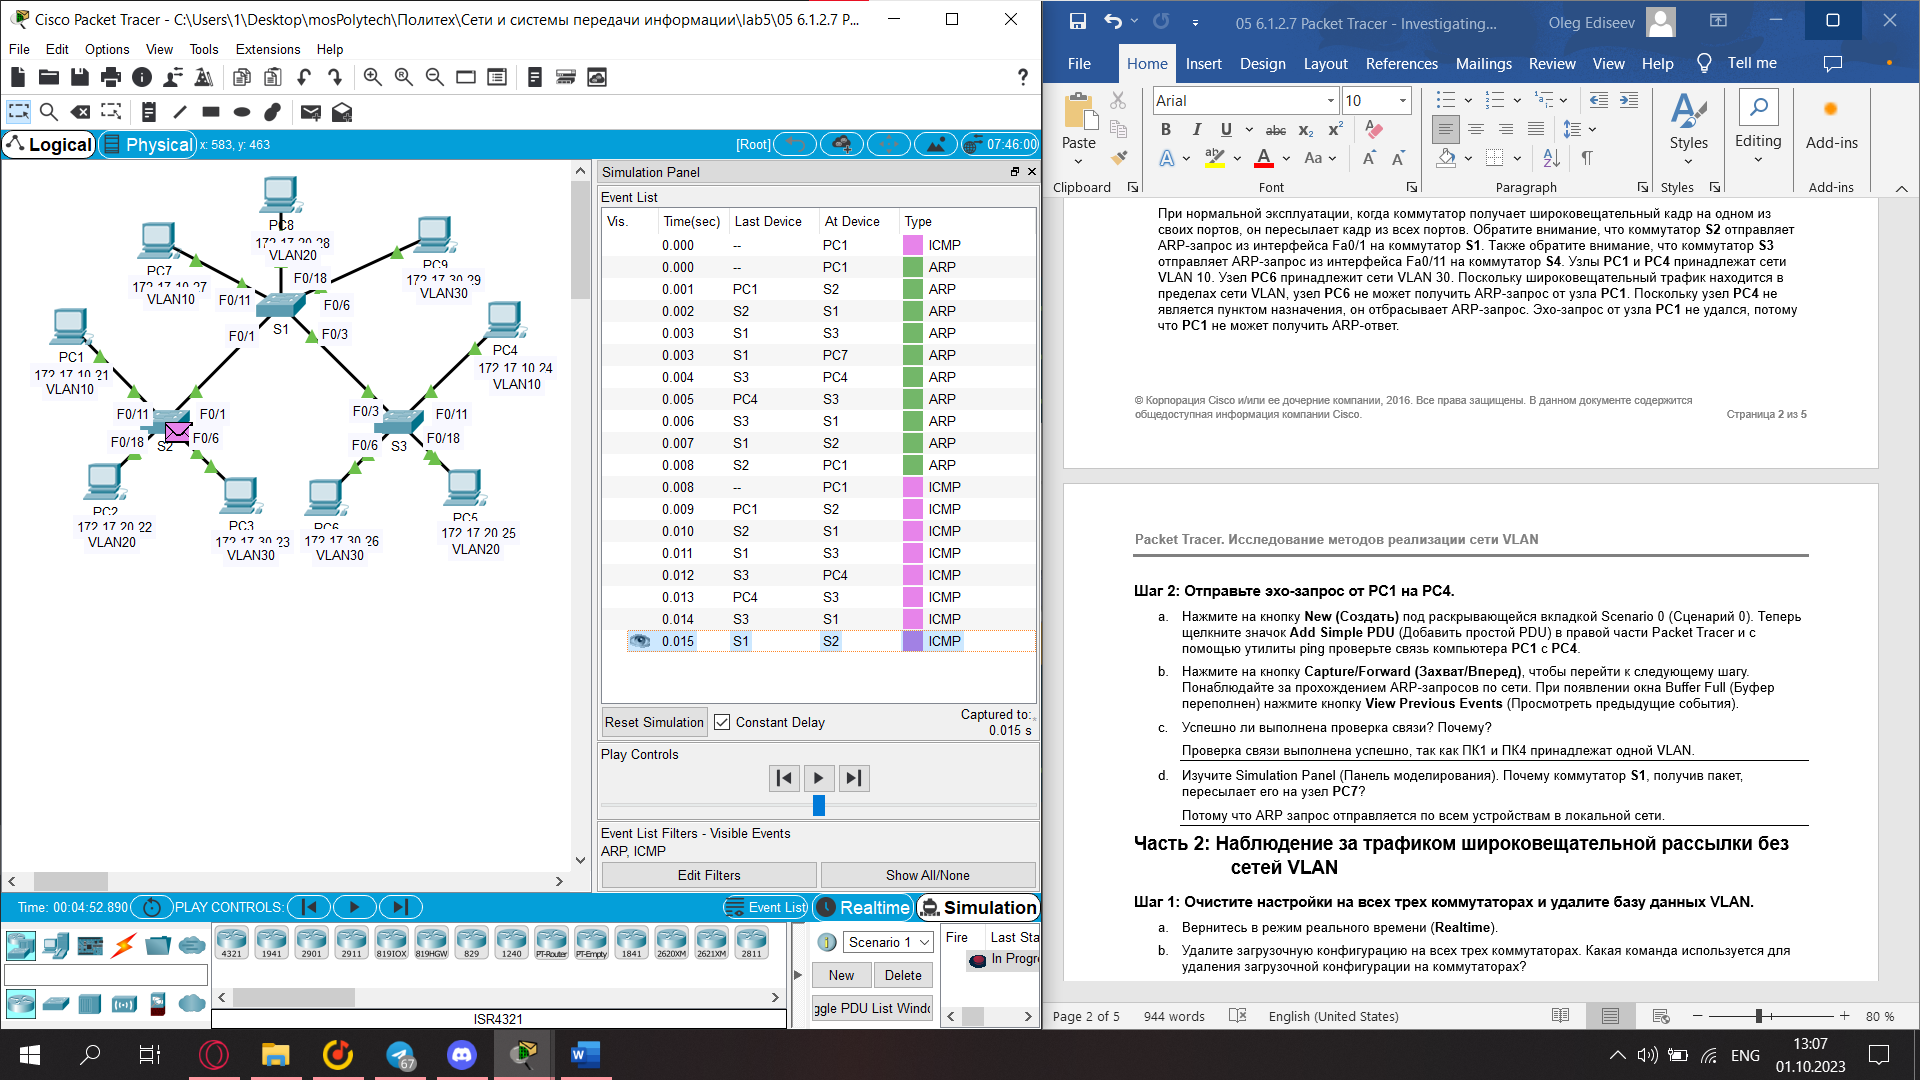 Cisco Packet Tracer - C:\Users\1\Desktop\mosPolytech\Политех\Сети и системы передачи информации\lab5\05 6.1.2.7 P...
File Edit Options View Tools Extensions Help
Logical Physical x: 583, y: 463 [Root] 07:46:00
PC8
172.17.20.28
VLAN20
PC7
172.17.10.27
VLAN10
PC9
172.17.30.29
VLAN30
F0/18
F0/11
F0/6
S1
F0/1
F0/3
PC1
172.17.10.21
VLAN10
PC4
172.17.10.24
VLAN10
F0/11
F0/1
F0/18
F0/6
S2
F0/3
F0/11
F0/6
F0/18
S3
PC2
172.17.20.22
VLAN20
PC3
172.17.30.23
VLAN30
PC6
172.17.30.26
VLAN30
PC5
172.17.20.25
VLAN20
Simulation Panel
Event List
Vis. Time(sec) Last Device At Device Type
0.000 -- PC1 ICMP
0.000 -- PC1 ARP
0.001 PC1 S2 ARP
0.002 S2 S1 ARP
0.003 S1 S3 ARP
0.003 S1 PC7 ARP
0.004 S3 PC4 ARP
0.005 PC4 S3 ARP
0.006 S3 S1 ARP
0.007 S1 S2 ARP
0.008 S2 PC1 ARP
0.008 -- PC1 ICMP
0.009 PC1 S2 ICMP
0.010 S2 S1 ICMP
0.011 S1 S3 ICMP
0.012 S3 PC4 ICMP
0.013 PC4 S3 ICMP
0.014 S3 S1 ICMP
0.015 S1 S2 ICMP
Reset Simulation Constant Delay Captured to:
0.015 s
Play Controls
Event List Filters - Visible Events
ARP, ICMP
Edit Filters Show All/None
Time: 00:04:52.890 PLAY CONTROLS: Event List Realtime Simulation
4321 1941 2901 2911 819IOX 819HGW 829 1240 PT-Router PT-Empty 1841 2620XM 2621XM 2811
ISR4321
Scenario 1
New Delete
ggle PDU List Windo
Fire Last Sta
In Progre
05 6.1.2.7 Packet Tracer - Investigating... Oleg Ediseev
File Home Insert Design Layout References Mailings Review View Help Tell me
Paste
Arial 10
Styles Editing Add-ins
Clipboard Font Paragraph Styles Add-ins
При нормальной эксплуатации, когда коммутатор получает широковещательный кадр на одном из
своих портов, он пересылает кадр из всех портов. Обратите внимание, что коммутатор S2 отправляет
ARP-запрос из интерфейса Fa0/1 на коммутатор S1. Также обратите внимание, что коммутатор S3
отправляет ARP-запрос из интерфейса Fa0/11 на коммутатор S4. Узлы PC1 и PC4 принадлежат сети
VLAN 10. Узел PC6 принадлежит сети VLAN 30. Поскольку широковещательный трафик находится в
пределах сети VLAN, узел PC6 не может получить ARP-запрос от узла PC1. Поскольку узел PC4 не
является пунктом назначения, он отбрасывает ARP-запрос. Эхо-запрос от узла PC1 не удался, потому
что PC1 не может получить ARP-ответ.
© Корпорация Cisco и/или ее дочерние компании, 2016. Все права защищены. В данном документе содержится
общедоступная информация компании Cisco. Страница 2 из 5
Packet Tracer. Исследование методов реализации сети VLAN
Шаг 2: Отправьте эхо-запрос от PC1 на PC4.
a. Нажмите на кнопку New (Создать) под раскрывающейся вкладкой Scenario 0 (Сценарий 0). Теперь
щелкните значок Add Simple PDU (Добавить простой PDU) в правой части Packet Tracer и с
помощью утилиты ping проверьте связь компьютера PC1 с PC4.
b. Нажмите на кнопку Capture/Forward (Захват/Вперед), чтобы перейти к следующему шагу.
Понаблюдайте за прохождением ARP-запросов по сети. При появлении окна Buffer Full (Буфер
переполнен) нажмите кнопку View Previous Events (Просмотреть предыдущие события).
c. Успешно ли выполнена проверка связи? Почему?
Проверка связи выполнена успешно, так как ПК1 и ПК4 принадлежат одной VLAN.
d. Изучите Simulation Panel (Панель моделирования). Почему коммутатор S1, получив пакет,
пересылает его на узел PC7?
Потому что ARP запрос отправляется по всем устройствам в локальной сети.
Часть 2: Наблюдение за трафиком широковещательной рассылки без
сетей VLAN
Шаг 1: Очистите настройки на всех трех коммутаторах и удалите базу данных VLAN.
a. Вернитесь в режим реального времени (Realtime).
b. Удалите загрузочную конфигурацию на всех трех коммутаторах. Какая команда используется для
удаления загрузочной конфигурации на коммутаторах?
Page 2 of 5 944 words English (United States) 80 %
67
ENG 13:07
01.10.2023